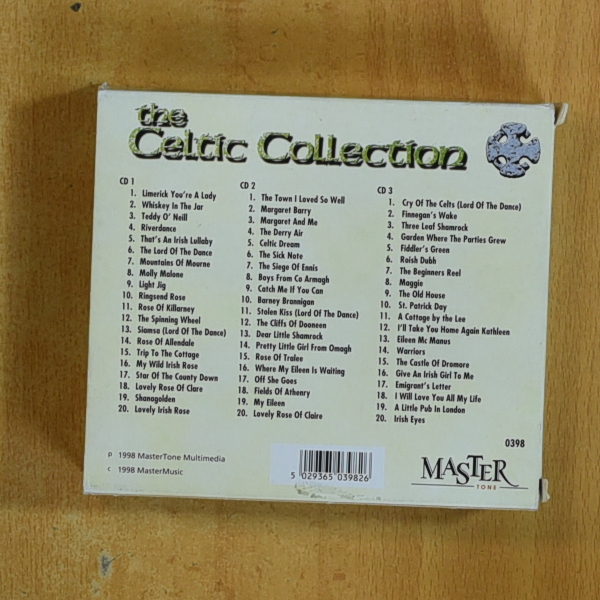 the
Celtic Collection
CD 1
1. Limerick You're A Lady
2. Whiskey In The Jar
3. Teddy O' Neill
4. Riverdance
5. That's An Irish Lullaby
6. The Lord Of The Dance
7. Mountains Of Mourne
8. Molly Malone
9. Light Jig
10. Ringsend Rose
11. Rose Of Killarney
12. The Spinning Wheel
13. Siamsa (Lord Of The Dance)
14. Rose Of Allendale
15. Trip To The Cottage
16. My Wild Irish Rose
17. Star Of The County Down
18. Lovely Rose Of Clare
19. Shanagolden
20. Lovely Irish Rose
CD 2
1. The Town I Loved So Well
2. Margaret Barry
3. Margaret And Me
4. The Derry Air
5. Celtic Dream
6. The Sick Note
7. The Siege Of Ennis
8. Boys From Co Armagh
9. Catch Me If You Can
10. Barney Brannigan
11. Stolen Kiss (Lord Of The Dance)
12. The Cliffs Of Dooneen
13. Dear Little Shamrock
14. Pretty Little Girl From Omagh
15. Rose Of Tralee
16. Where My Eileen Is Waiting
17. Off She Goes
18. Fields Of Athenry
19. My Eileen
20. Lovely Rose Of Claire
CD 3
1. Cry Of The Celts (Lord Of The Dance)
2. Finnegan's Wake
3. Three Leaf Shamrock
4. Garden Where The Parties Grew
5. Fiddler's Green
6. Roish Dubh
7. The Beginners Reel
8. Maggie
9. The Old House
10. St. Patrick Day
11. A Cottage by the Lee
12. I'll Take You Home Again Kathleen
13. Eileen Mc Manus
14. Warriors
15. The Castle Of Dromore
16. Give An Irish Girl To Me
17. Emigrant's Letter
18. I Will Love You All My Life
19. A Little Pub In London
20. Irish Eyes
0398
P 1998 MasterTone Multimedia
C 1998 MasterMusic
5 029365 039826
MASTER
TONE